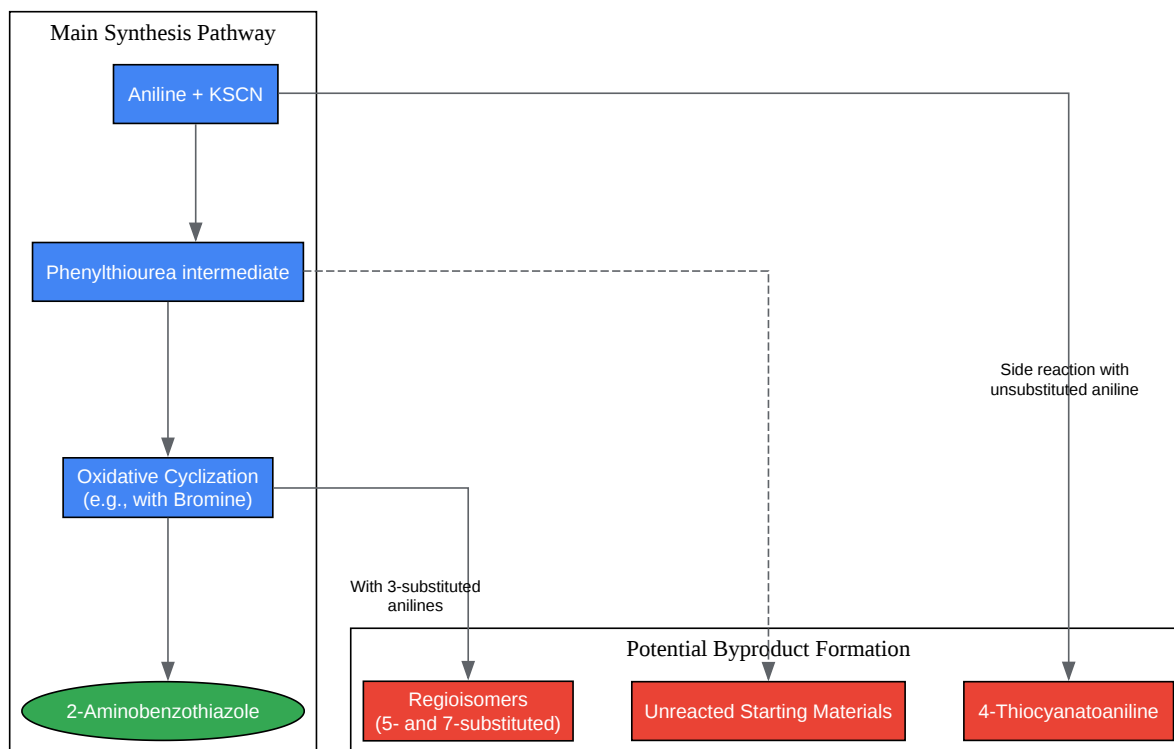 Main Synthesis Pathway
Aniline + KSCN
Phenylthiourea intermediate
Side reaction with
unsubstituted aniline
Oxidative Cyclization
(e.g., with Bromine)
With 3-substituted
anilines
Potential Byproduct Formation
2-Aminobenzothiazole
Regioisomers
(5- and 7-substituted)
Unreacted Starting Materials
4-Thiocyanatoaniline